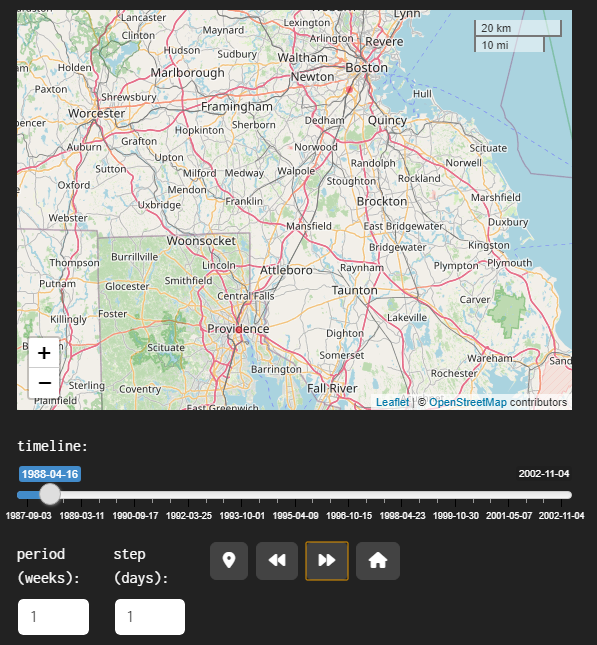 Lancaster
Lynn
Clinton
Maynard
Lexington
20 km
Arlington
Revere
10 mi
Hudson
Sudbury
Waltham
Holden
Marlborough
Newton
Boston
Paxton
Shrewsbury
Framingham
Hull
Worcester
Sherborn
Dedham
Quincy
Hopkinton
Auburn
Grafton
Norwood
Scituate
Upton
Randolph
Norwell
Sutton
Milford
Medway
Walpole
Oxford
Mendon
Stoughton
Rockland
Uxbridge
Franklin
Brockton
Marshfield
Webster
Mansfield
East Bridgewater
Duxbury
Woonsocket
Bridgewater
Kingston
Thompson
Burrillville
Lincoln
Attleboro
Raynham
Plympton
Plymouth
Putnam
Glocester
Smithfield
Central Falls
Taunton
Carver
Killingly
Foster
Providence
Lakeville
Scituate
Dighton
+
Somerset
Wareham
Sand
−
Sterling
Coventry
Barrington
Rochester
Plainfield
Fall River
East Greenwich
Leaflet | © OpenStreetMap contributors
timeline:
1988-04-16
2002-11-04
1987-09-03 1989-03-11 1990-09-17 1992-03-25 1993-10-01 1995-04-09 1996-10-15 1998-04-23 1999-10-30 2001-05-07 2002-11-04
period
(weeks):
step
(days):
1
1